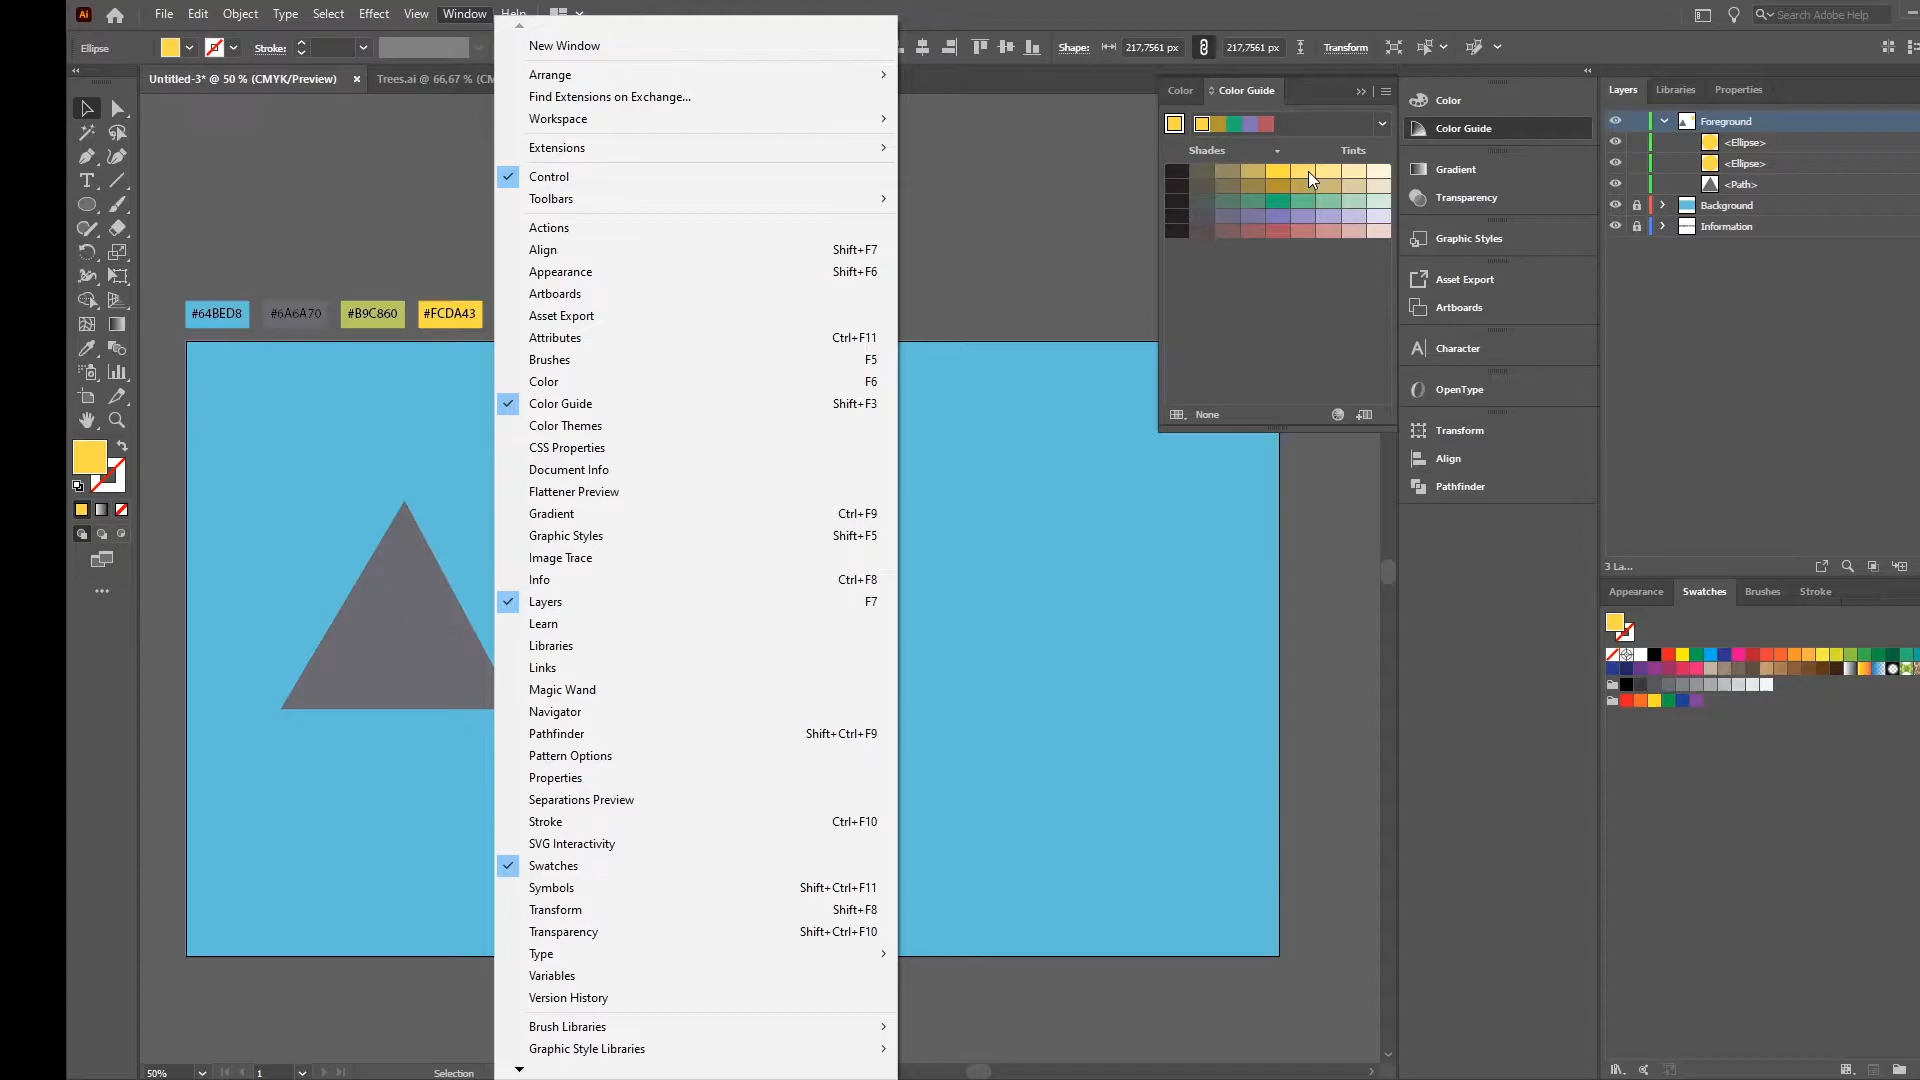 Ai File Edit Object Type Select Effect View Window Help
Search Adobe Help
Ellipse Stroke: Shape: 217,7561 px 217,7561 px Transform
Untitled-3* @ 50 % (CMYK/Preview) × Trees.ai @ 66,67 % (CM
#64BED8 #6A6A70 #B9C860 #FCDA43
New Window
Arrange
Find Extensions on Exchange...
Workspace
Extensions
Control
Toolbars
Actions
Align Shift+F7
Appearance Shift+F6
Artboards
Asset Export
Attributes Ctrl+F11
Brushes F5
Color F6
Color Guide Shift+F3
Color Themes
CSS Properties
Document Info
Flattener Preview
Gradient Ctrl+F9
Graphic Styles Shift+F5
Image Trace
Info Ctrl+F8
Layers F7
Learn
Libraries
Links
Magic Wand
Navigator
Pathfinder Shift+Ctrl+F9
Pattern Options
Properties
Separations Preview
Stroke Ctrl+F10
SVG Interactivity
Swatches
Symbols Shift+Ctrl+F11
Transform Shift+F8
Transparency Shift+Ctrl+F10
Type
Variables
Version History
Brush Libraries
Graphic Style Libraries
Color Color Guide
Shades Tints
None
Color
Color Guide
Gradient
Transparency
Graphic Styles
Asset Export
Artboards
Character
OpenType
Transform
Align
Pathfinder
Layers Libraries Properties
Foreground
<Ellipse>
<Ellipse>
<Path>
Background
Information
3 La...
Appearance Swatches Brushes Stroke
50% 1 Selection